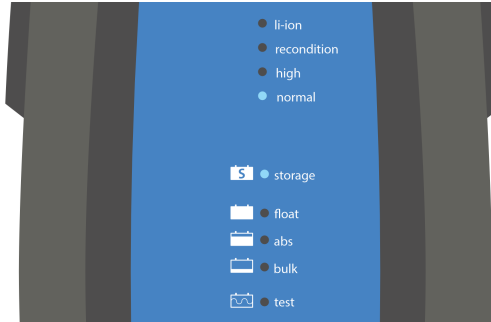 li-ion
recondition
high
normal
S storage
float
abs
bulk
test